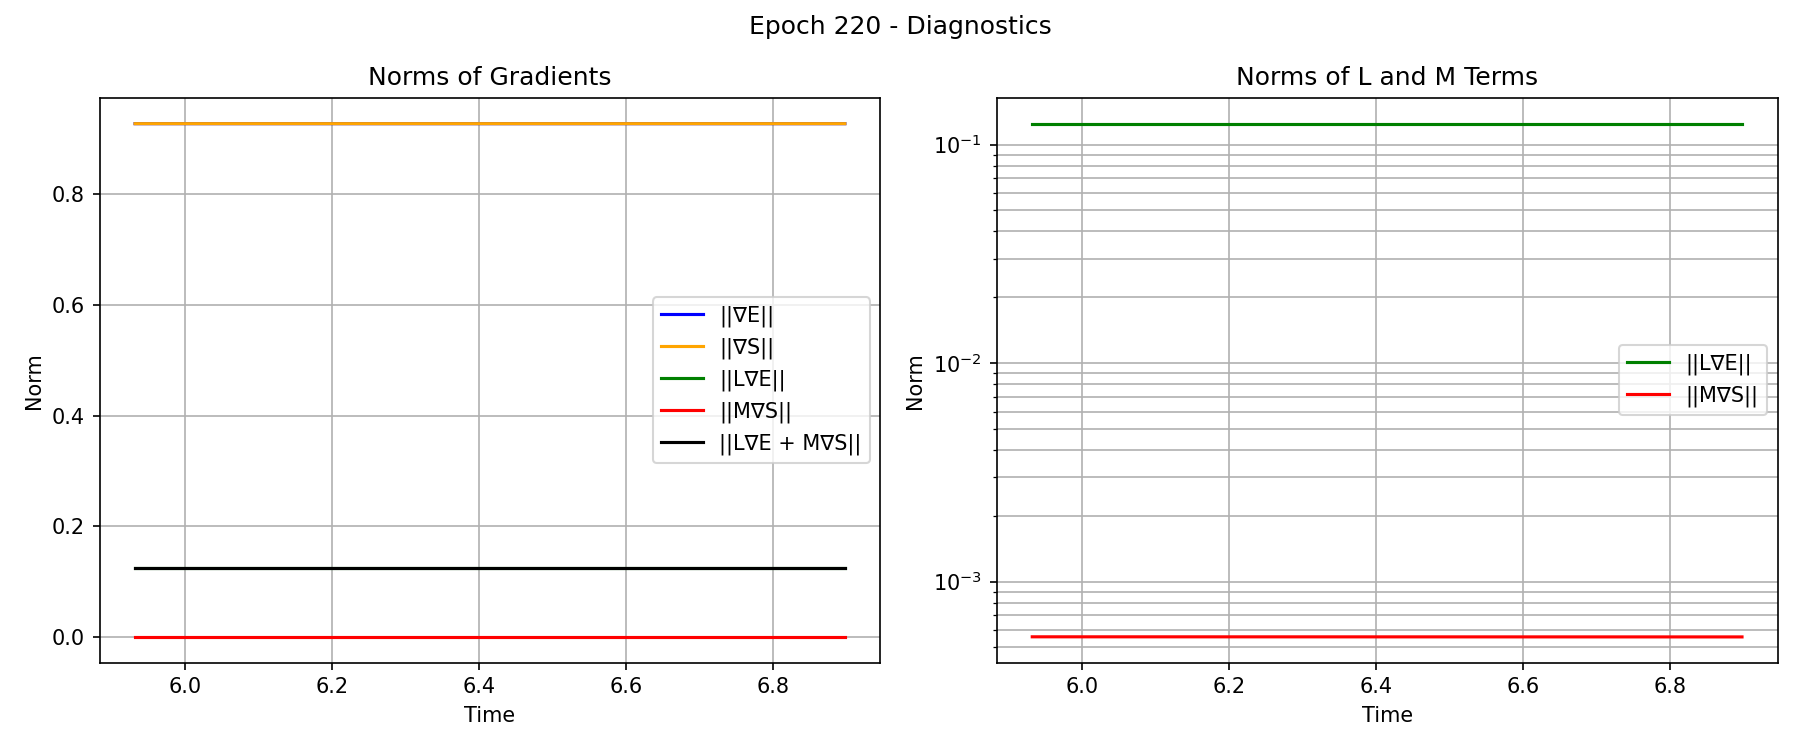 Epoch 220 - Diagnostics
Norms of Gradients
Norm
0.8
0.6
0.4
0.2
0.0
||∇E||
||∇S||
||L∇E||
||M∇S||
||L∇E + M∇S||
6.0 6.2 6.4 6.6 6.8
Time
Norms of L and M Terms
Norm
10⁻¹
10⁻²
10⁻³
||L∇E||
||M∇S||
6.0 6.2 6.4 6.6 6.8
Time